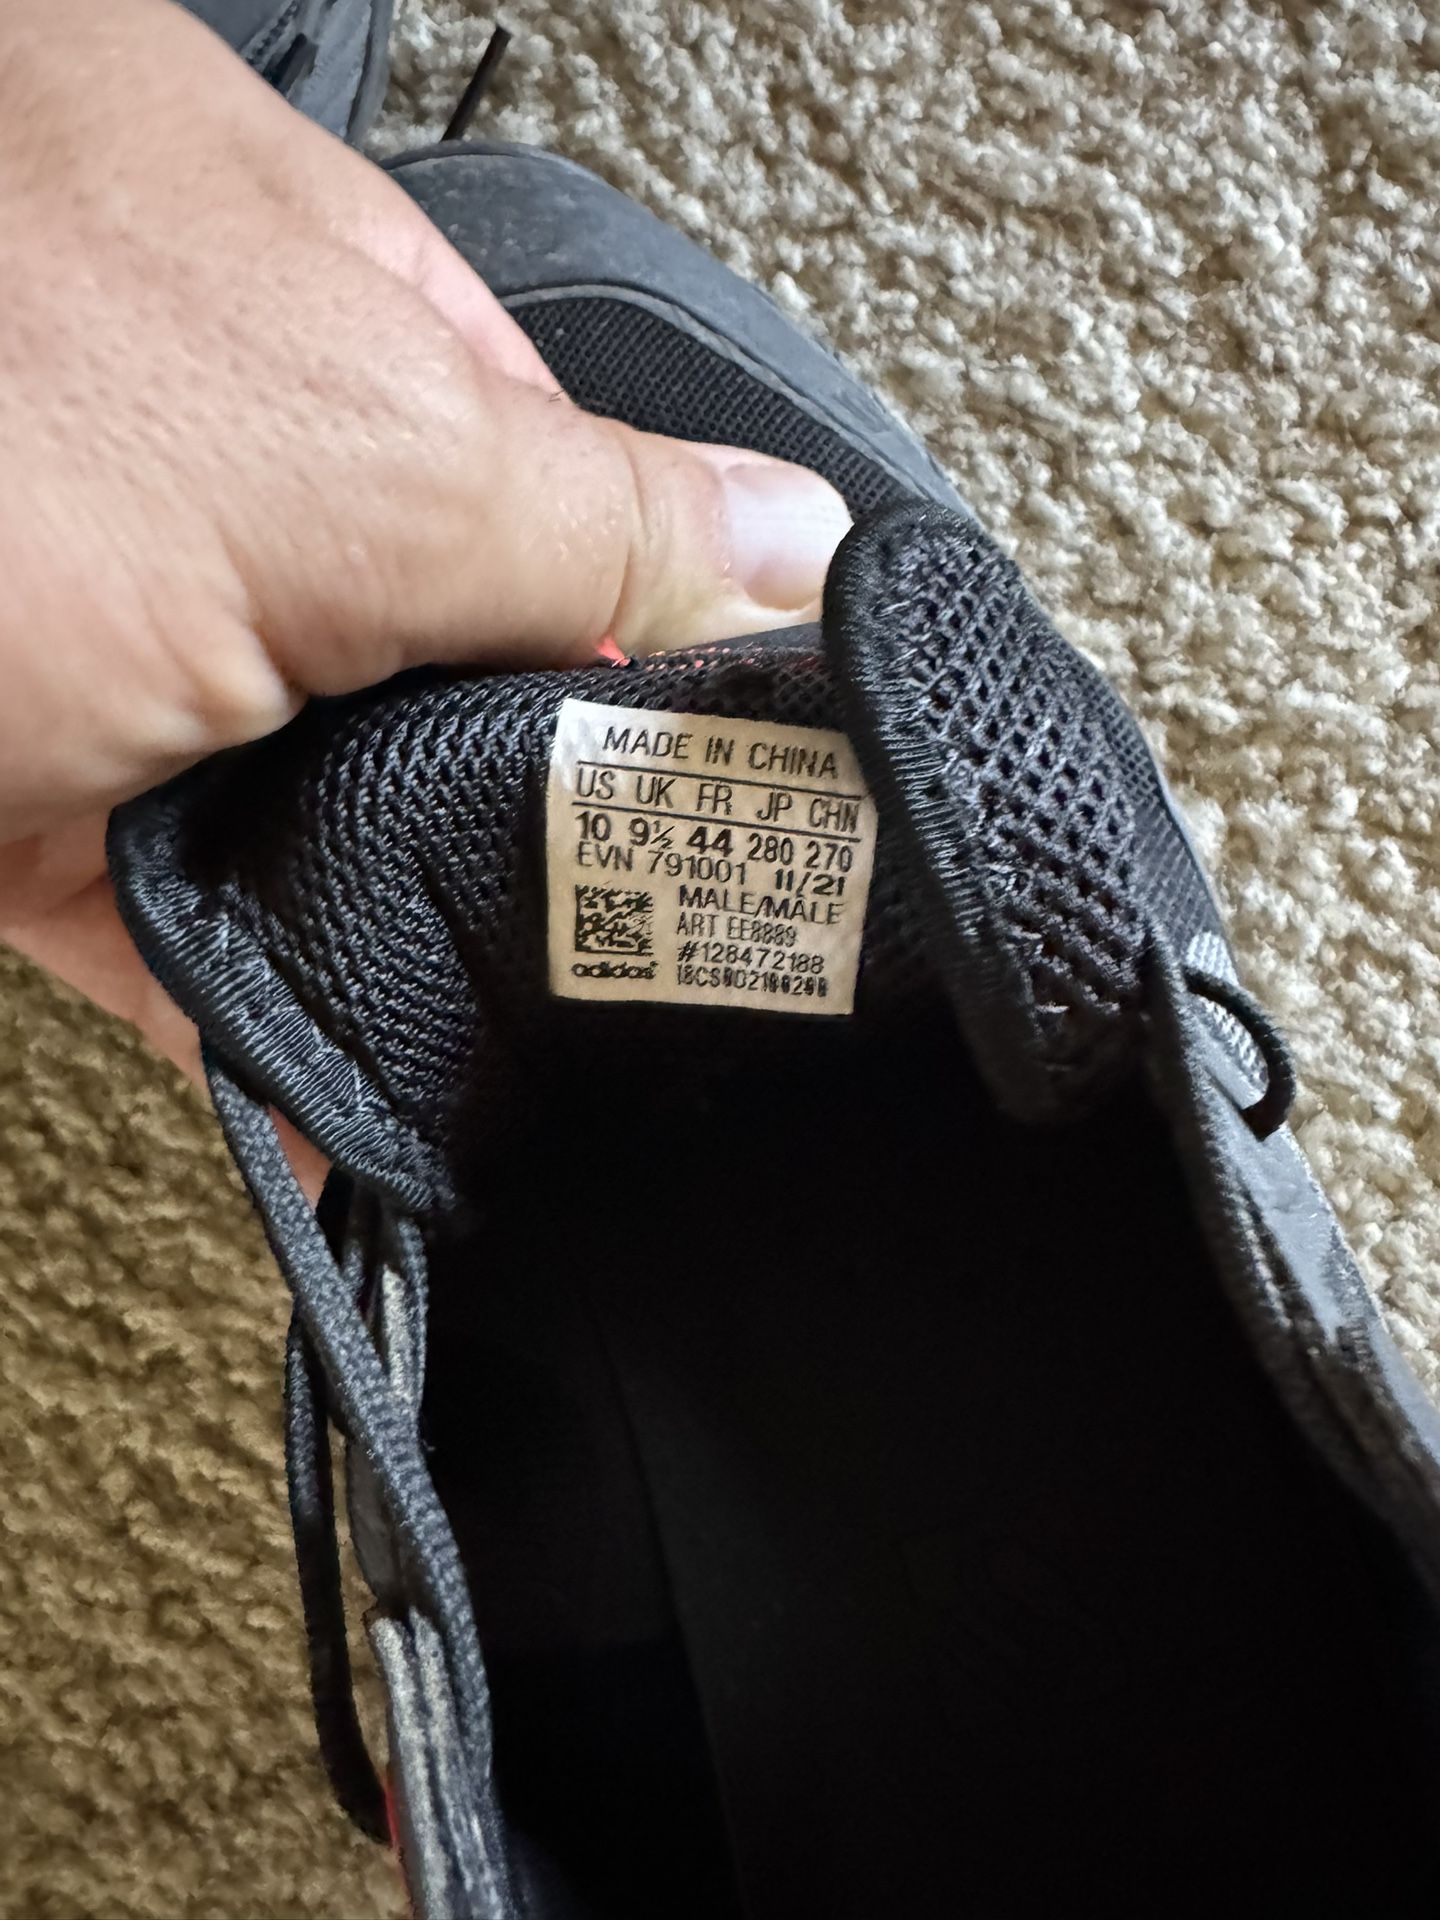 MADE IN CHINA
US UK FR JP CHN
10 9½ 44 280 270
EVN 791001 11/21
MALE/MÂLE
ART EE8889
#128472188
adidas